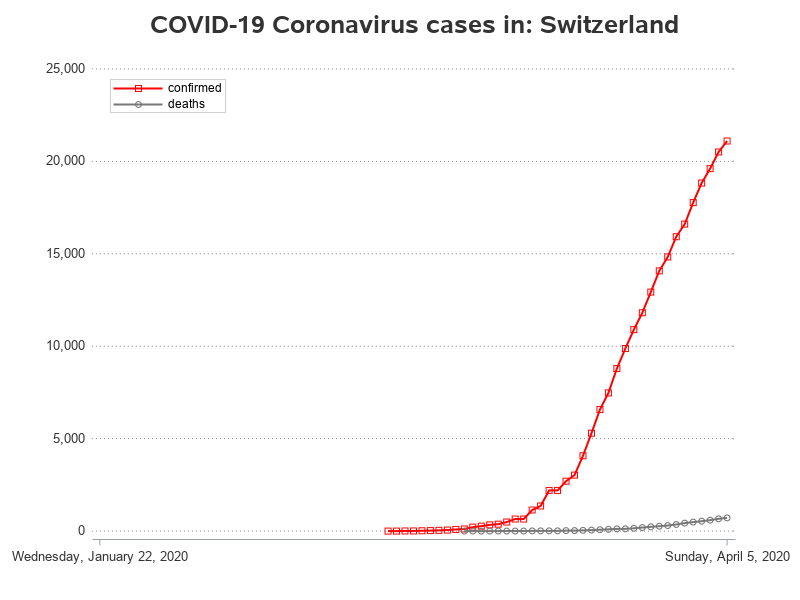 COVID-19 Coronavirus cases in: Switzerland
25,000
confirmed
deaths
20,000
15,000
10,000
5,000
0
Wednesday, January 22, 2020
Sunday, April 5, 2020